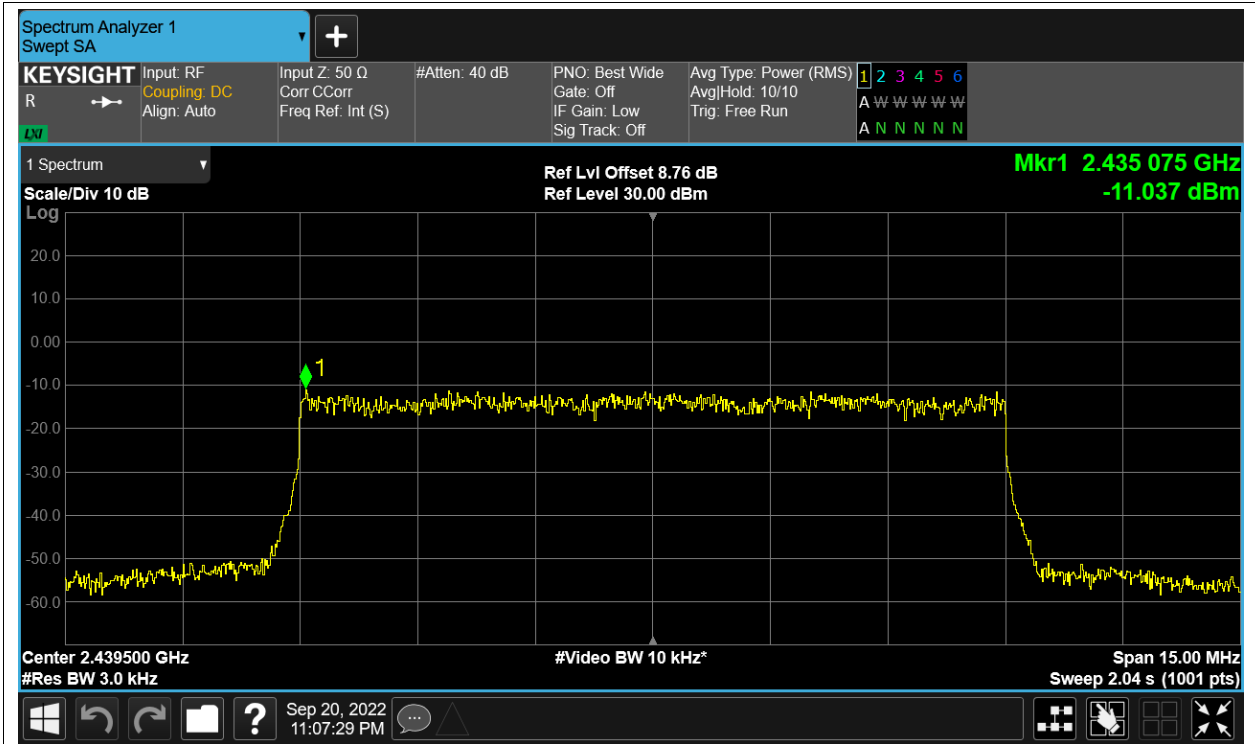 Spectrum Analyzer 1
Swept SA
+
KEYSIGHT
R
LXI
Input: RF
Coupling: DC
Align: Auto
Input Z: 50 Ω
Corr CCorr
Freq Ref: Int (S)
#Atten: 40 dB
PNO: Best Wide
Gate: Off
IF Gain: Low
Sig Track: Off
Avg Type: Power (RMS)
Avg|Hold: 10/10
Trig: Free Run
1 2 3 4 5 6
A W W W W W
A N N N N N
1 Spectrum
Scale/Div 10 dB
Ref Lvl Offset 8.76 dB
Ref Level 30.00 dBm
Mkr1 2.435 075 GHz
-11.037 dBm
Log
20.0
10.0
0.00
-10.0
-20.0
-30.0
-40.0
-50.0
-60.0
1
Center 2.439500 GHz
#Res BW 3.0 kHz
#Video BW 10 kHz*
Span 15.00 MHz
Sweep 2.04 s (1001 pts)
?
Sep 20, 2022
11:07:29 PM